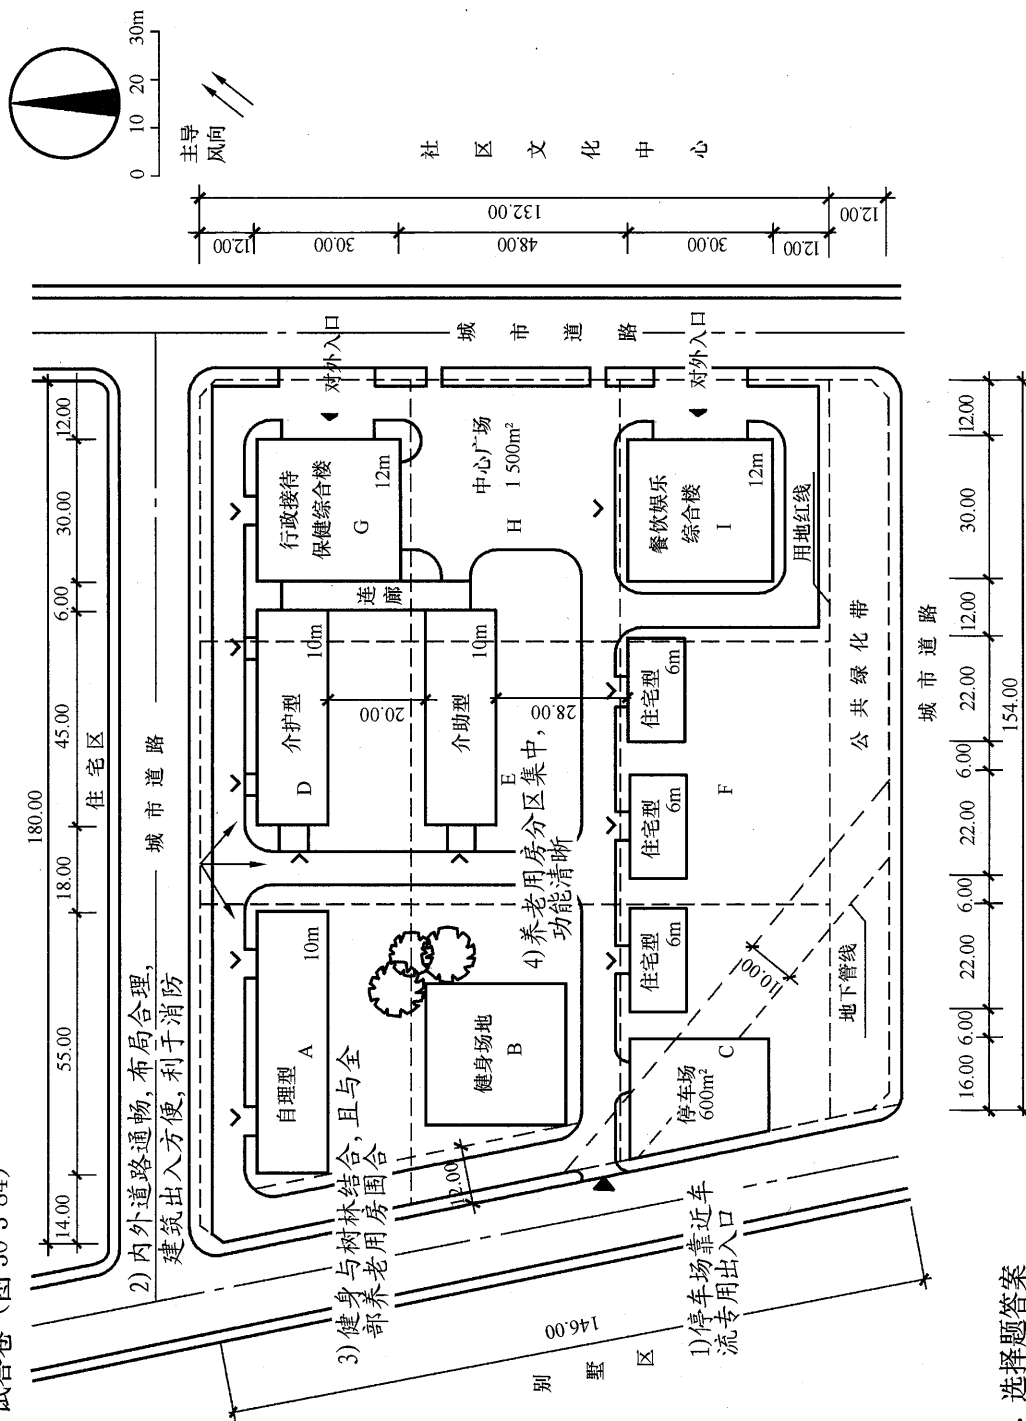 试答卷（图 30-3-84）
0 10 20 30m
主导
风向
社区文化中心
12.00
30.00
48.00
30.00
12.00
132.00
12.00
180.00
14.00
55.00
18.00
45.00
6.00
30.00
12.00
住宅区
城市道路
2)内外道路通畅,布局合理,
建筑出入方便,利于消防
自理型
A
10m
介护型
D
10m
连廊
行政接待
保健综合楼
G
12m
对外入口
城市道路
3)健身与树林结合,且与全
部养老用房围合
12.00
健身场地
B
4)养老用房分区集中,
功能清晰
20.00
介助型
E
10m
28.00
中心广场
1 500m²
H
停车场
600m²
C
住宅型
6m
住宅型
6m
住宅型
6m
F
餐饮娱乐
综合楼
I
12m
对外入口
用地红线
10.00
地下管线
公共绿化带
城市道路
1)停车场靠近车
流专用出入口
146.00
别墅区
16.00
6.00
22.00
6.00
22.00
6.00
22.00
12.00
30.00
12.00
154.00
选择题答案